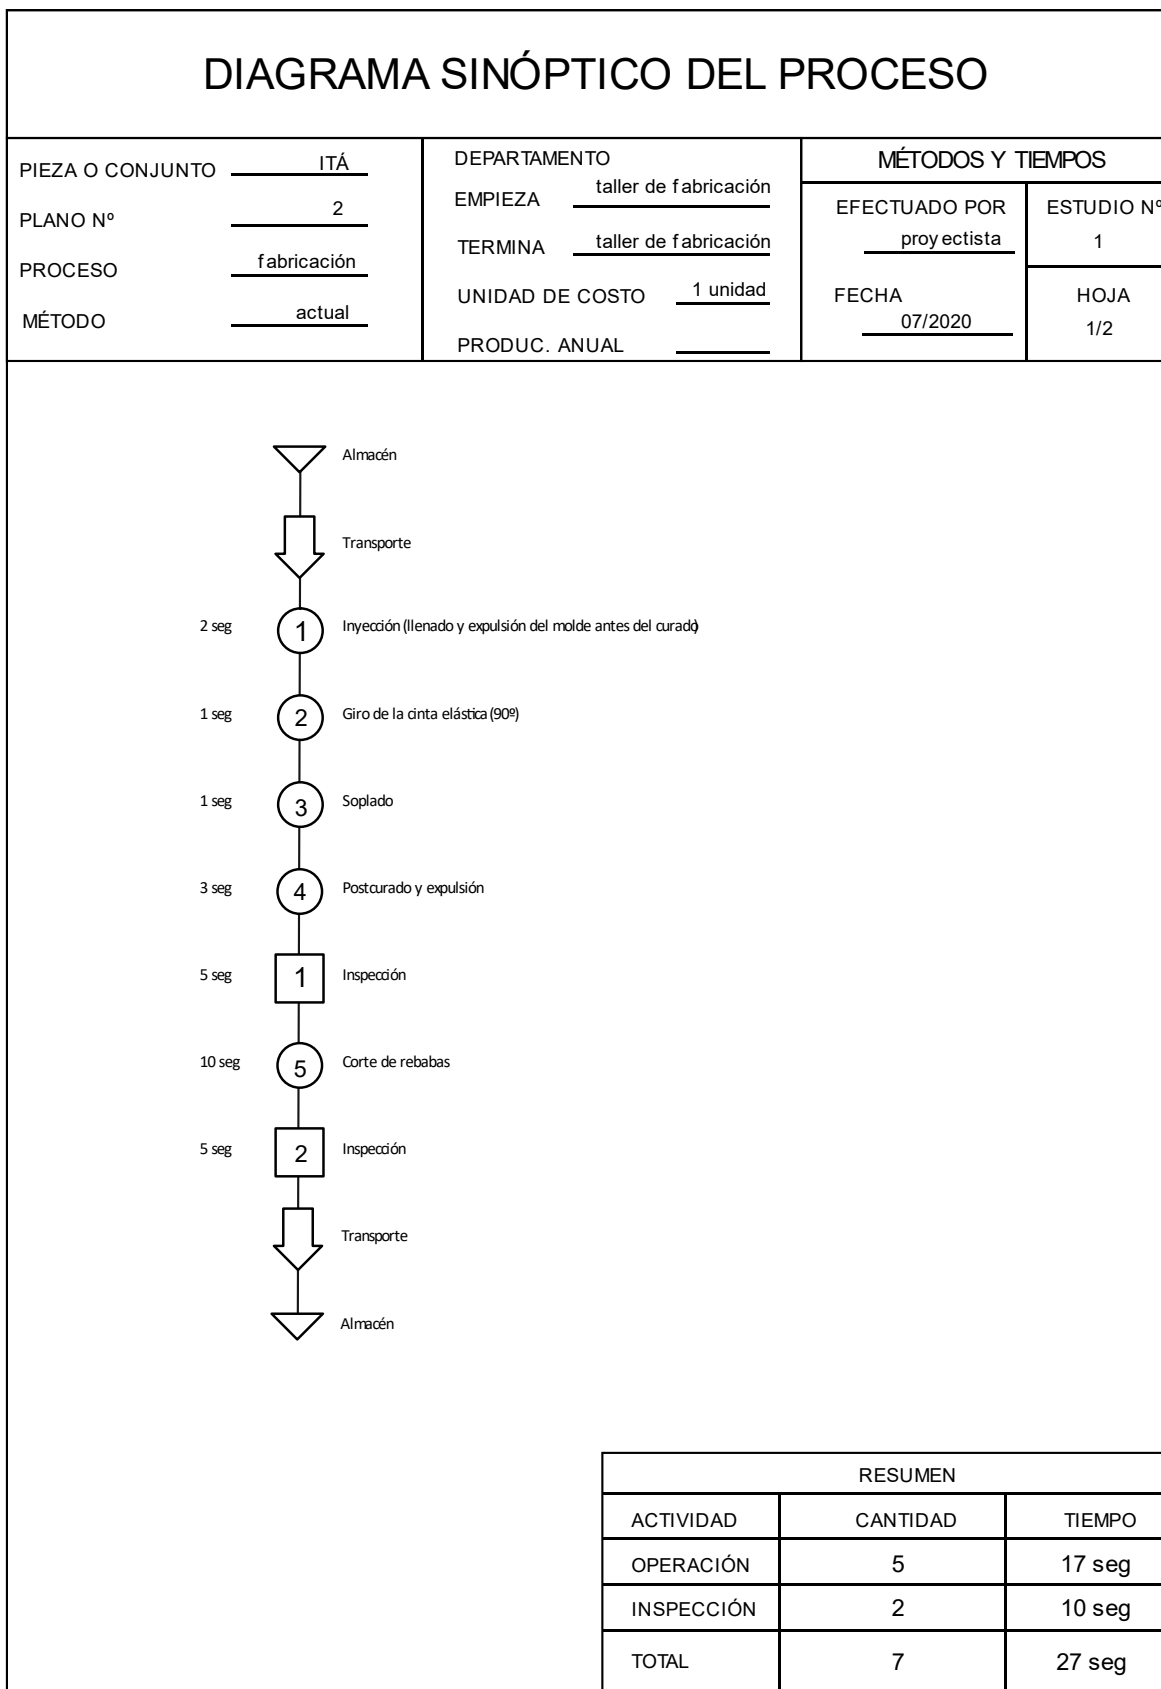 DIAGRAMA SINÓPTICO DEL PROCESO
PIEZA O CONJUNTO ITÁ
PLANO Nº 2
PROCESO fabricación
MÉTODO actual
DEPARTAMENTO
EMPIEZA taller de fabricación
TERMINA taller de fabricación
UNIDAD DE COSTO 1 unidad
PRODUC. ANUAL
MÉTODOS Y TIEMPOS
EFECTUADO POR
proyectista
FECHA
07/2020
ESTUDIO Nº
1
HOJA
1/2
Almacén
Transporte
2 seg 1 Inyección (llenado y expulsión del molde antes del curado)
1 seg 2 Giro de la cinta elástica (90º)
1 seg 3 Soplado
3 seg 4 Postcurado y expulsión
5 seg 1 Inspección
10 seg 5 Corte de rebabas
5 seg 2 Inspección
Transporte
Almacén
RESUMEN
ACTIVIDAD CANTIDAD TIEMPO
OPERACIÓN 5 17 seg
INSPECCIÓN 2 10 seg
TOTAL 7 27 seg